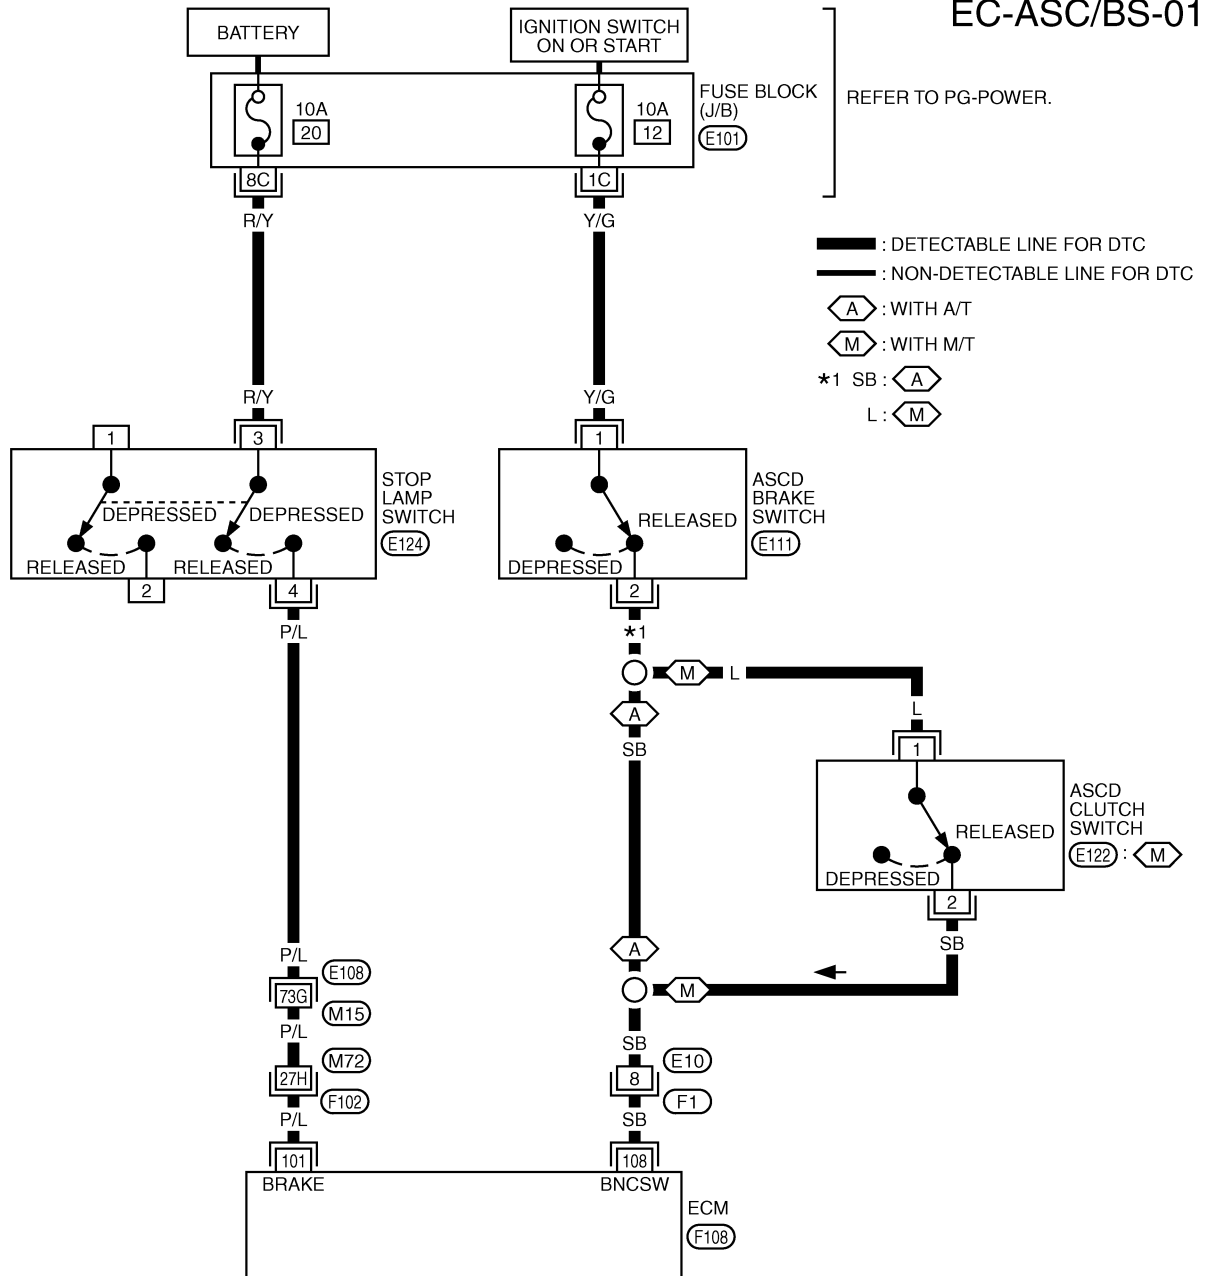 EC-ASC/BS-01
BATTERY
IGNITION SWITCH
ON OR START
10A
20
10A
12
FUSE BLOCK
(J/B)
E101
REFER TO PG-POWER.
8C
1C
R/Y
Y/G
: DETECTABLE LINE FOR DTC
: NON-DETECTABLE LINE FOR DTC
A : WITH A/T
M : WITH M/T
*1 SB : A
L : M
R/Y
Y/G
1
3
1
DEPRESSED
DEPRESSED
RELEASED
RELEASED
STOP
LAMP
SWITCH
E124
RELEASED
DEPRESSED
ASCD
BRAKE
SWITCH
E111
2
4
2
P/L
*1
M
L
A
L
SB
1
RELEASED
DEPRESSED
ASCD
CLUTCH
SWITCH
E122 : M
2
SB
A
M
P/L
E108
73G
M15
P/L
SB
M72
27H
F102
E10
8
F1
P/L
SB
101
108
BRAKE
BNCSW
ECM
F108